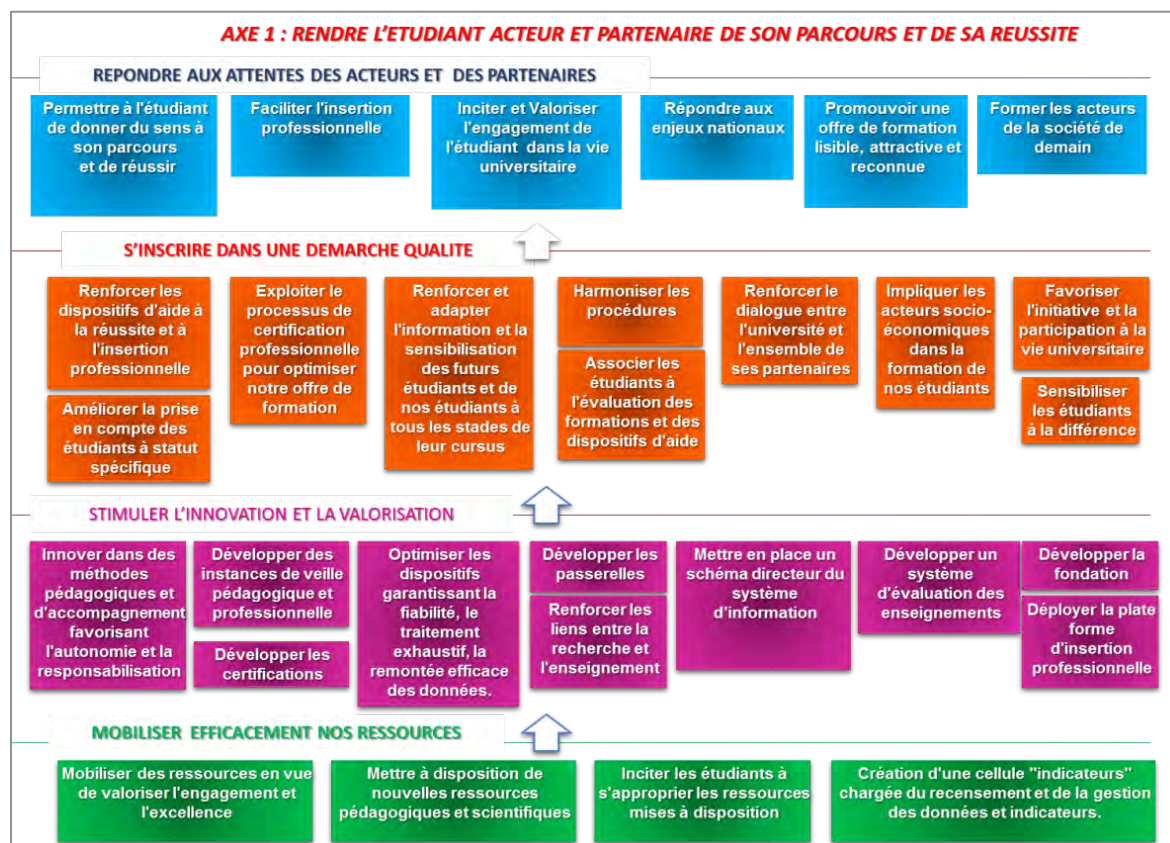 AXE 1 : RENDRE L'ETUDIANT ACTEUR ET PARTENAIRE DE SON PARCOURS ET DE SA REUSSITE
REPONDRE AUX ATTENTES DES ACTEURS ET DES PARTENAIRES
Permettre à l'étudiant
de donner du sens à
son parcours
et de réussir
Faciliter l'insertion
professionnelle
Inciter et Valoriser
l'engagement de
l'étudiant dans la vie
universitaire
Répondre aux
enjeux nationaux
Promouvoir une
offre de formation
lisible, attractive et
reconnue
Former les acteurs
de la société de
demain
S'INSCRIRE DANS UNE DEMARCHE QUALITE
Renforcer les
dispositifs d'aide à
la réussite et à
l'insertion
professionnelle
Améliorer la prise
en compte des
étudiants à statut
spécifique
Exploiter le
processus de
certification
professionnelle
pour optimiser
notre offre de
formation
Renforcer et
adapter
l'information et la
sensibilisation
des futurs
étudiants et de
nos étudiants à
tous les stades de
leur cursus
Harmoniser les
procédures
Associer les
étudiants à
l'évaluation des
formations et des
dispositifs d'aide
Renforcer le
dialogue entre
l'université et
l'ensemble de
ses partenaires
Impliquer les
acteurs socio-
économiques
dans la
formation de
nos étudiants
Favoriser
l'initiative et la
participation à la
vie universitaire
Sensibiliser
les étudiants
à la différence
STIMULER L'INNOVATION ET LA VALORISATION
Innover dans des
méthodes
pédagogiques et
d'accompagnement
favorisant
l'autonomie et la
responsabilisation
Développer des
instances de veille
pédagogique et
professionnelle
Développer les
certifications
Optimiser les
dispositifs
garantissant la
fiabilité, le
traitement
exhaustif, la
remontée efficace
des données.
Développer les
passerelles
Renforcer les
liens entre la
recherche et
l'enseignement
Mettre en place un
schéma directeur du
système
d'information
Développer un
système
d'évaluation des
enseignements
Développer la
fondation
Déployer la plate
forme
d'insertion
professionnelle
MOBILISER EFFICACEMENT NOS RESSOURCES
Mobiliser des ressources en vue
de valoriser l'engagement et
l'excellence
Mettre à disposition de
nouvelles ressources
pédagogiques et scientifiques
Inciter les étudiants à
s'approprier les ressources
mises à disposition
Création d'une cellule "indicateurs"
chargée du recensement et de la gestion
des données et indicateurs.